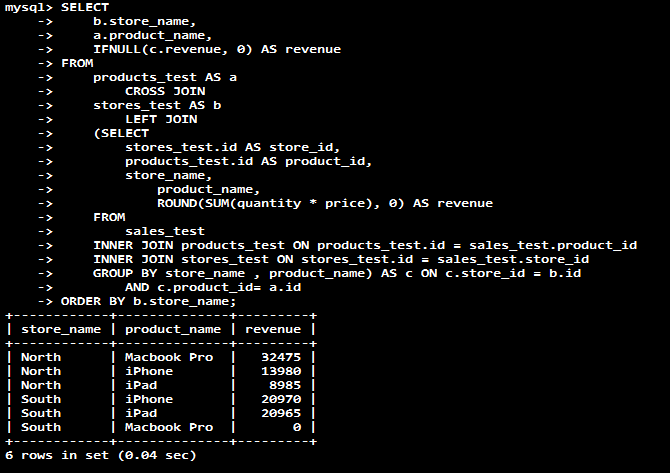 mysql> SELECT
    ->     b.store_name,
    ->     a.product_name,
    ->     IFNULL(c.revenue, 0) AS revenue
    -> FROM
    ->     products_test AS a
    ->         CROSS JOIN
    ->     stores_test AS b
    ->         LEFT JOIN
    ->     (SELECT
    ->         stores_test.id AS store_id,
    ->         products_test.id AS product_id,
    ->         store_name,
    ->             product_name,
    ->             ROUND(SUM(quantity * price), 0) AS revenue
    ->     FROM
    ->         sales_test
    ->     INNER JOIN products_test ON products_test.id = sales_test.product_id
    ->     INNER JOIN stores_test ON stores_test.id = sales_test.store_id
    ->     GROUP BY store_name , product_name) AS c ON c.store_id = b.id
    ->         AND c.product_id= a.id
    -> ORDER BY b.store_name;
+------------+--------------+---------+
| store_name | product_name | revenue |
+------------+--------------+---------+
| North      | Macbook Pro  |   32475 |
| North      | iPhone       |   13980 |
| North      | iPad         |    8985 |
| South      | iPhone       |   20970 |
| South      | iPad         |   20965 |
| South      | Macbook Pro  |       0 |
+------------+--------------+---------+
6 rows in set (0.04 sec)